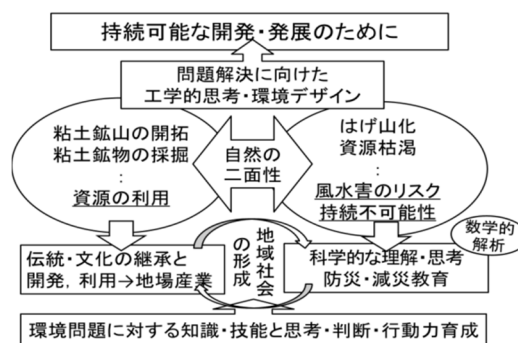 持続可能な開発・発展のために
問題解決に向けた
工学的思考・環境デザイン
粘土鉱山の開拓
粘土鉱物の採掘
:
資源の利用
自然の
二面性
はげ山化
資源枯渇
:
風水害のリスク
持続不可能性
数学的
解析
伝統・文化の継承と
開発, 利用→地場産業
地域社会
の形成
科学的な理解・思考
防災・減災教育
環境問題に対する知識・技能と思考・判断・行動力育成